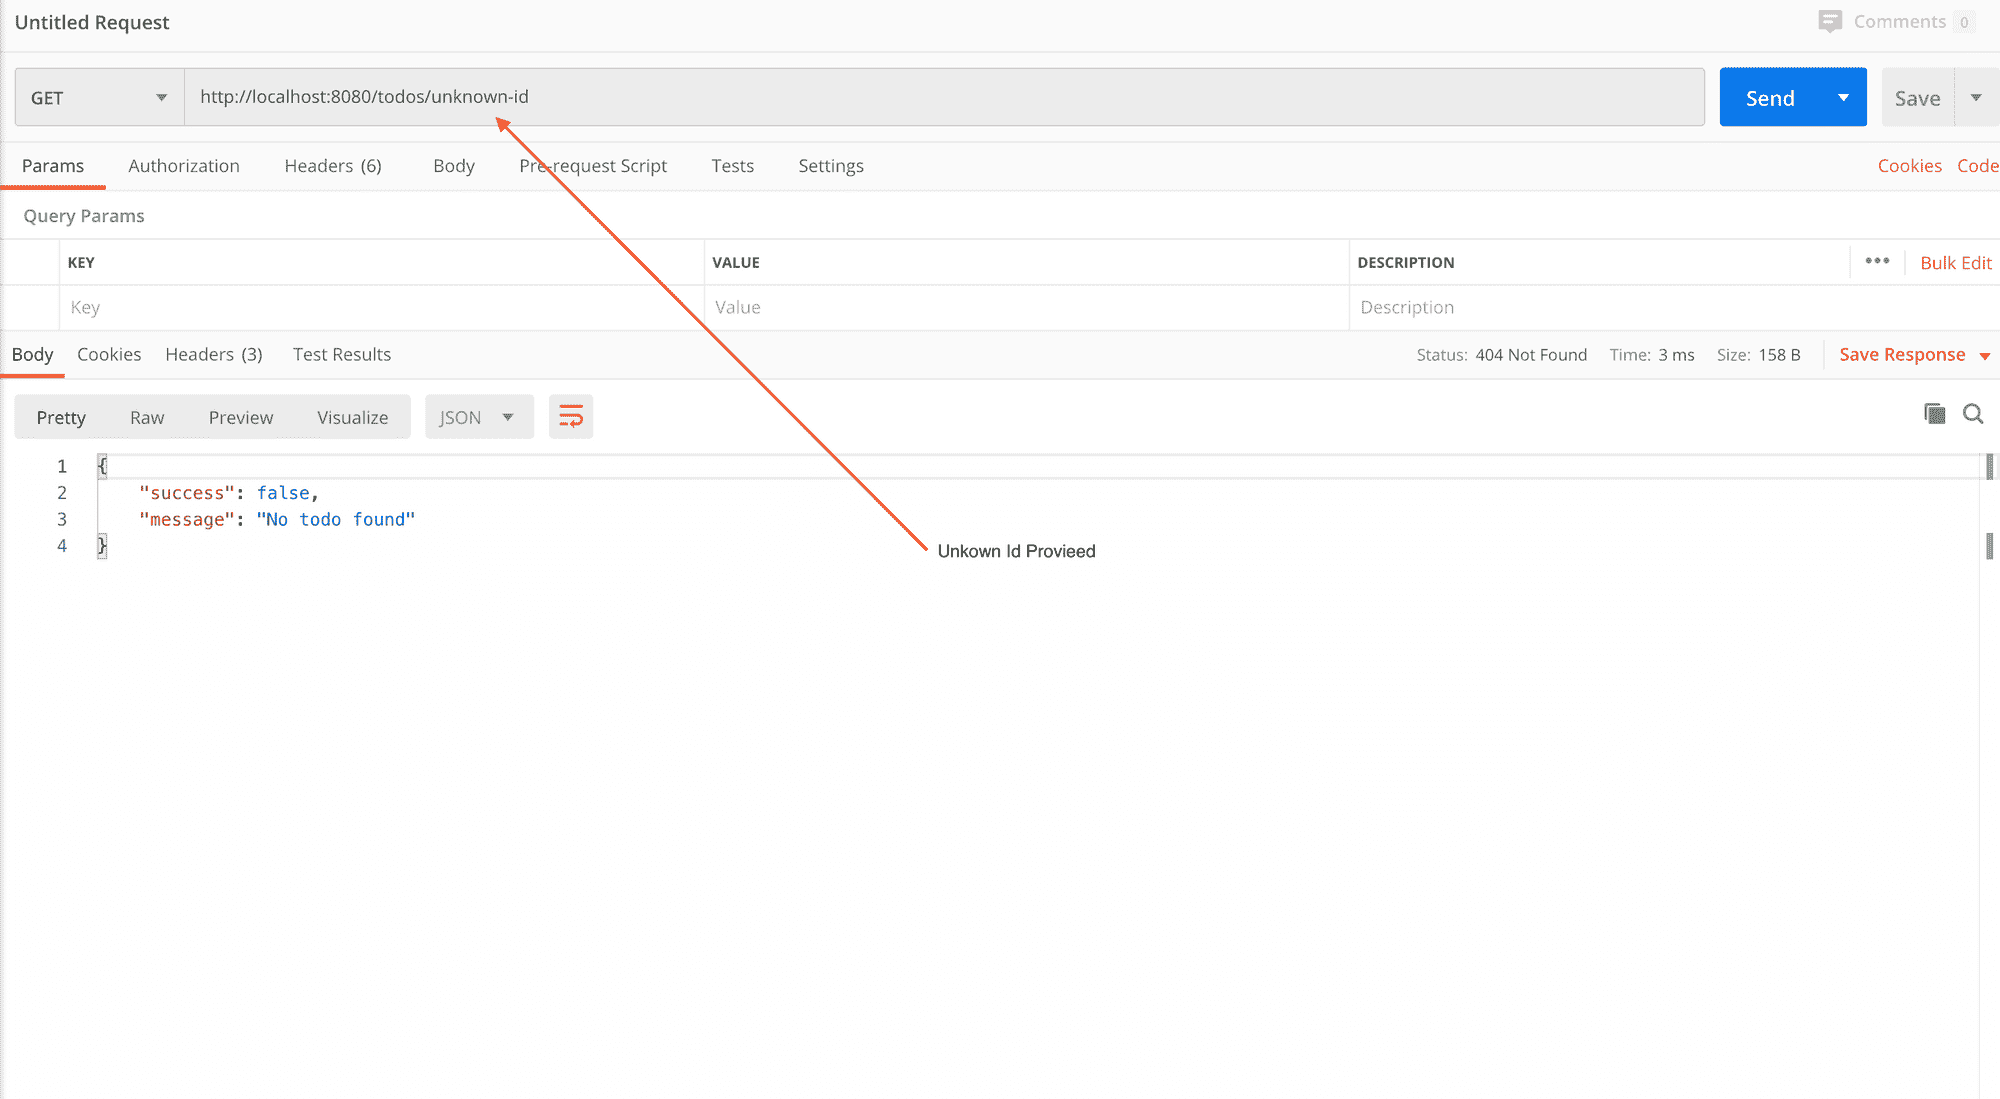 Untitled Request
Comments 0
GET http://localhost:8080/todos/unknown-id Send Save
Params Authorization Headers (6) Body Pre-request Script Tests Settings Cookies Code
Query Params
KEY VALUE DESCRIPTION ••• Bulk Edit
Key Value Description
Body Cookies Headers (3) Test Results Status: 404 Not Found Time: 3 ms Size: 158 B Save Response
Pretty Raw Preview Visualize JSON
1 {
2 "success": false,
3 "message": "No todo found"
4 }
Unkown Id Provieed